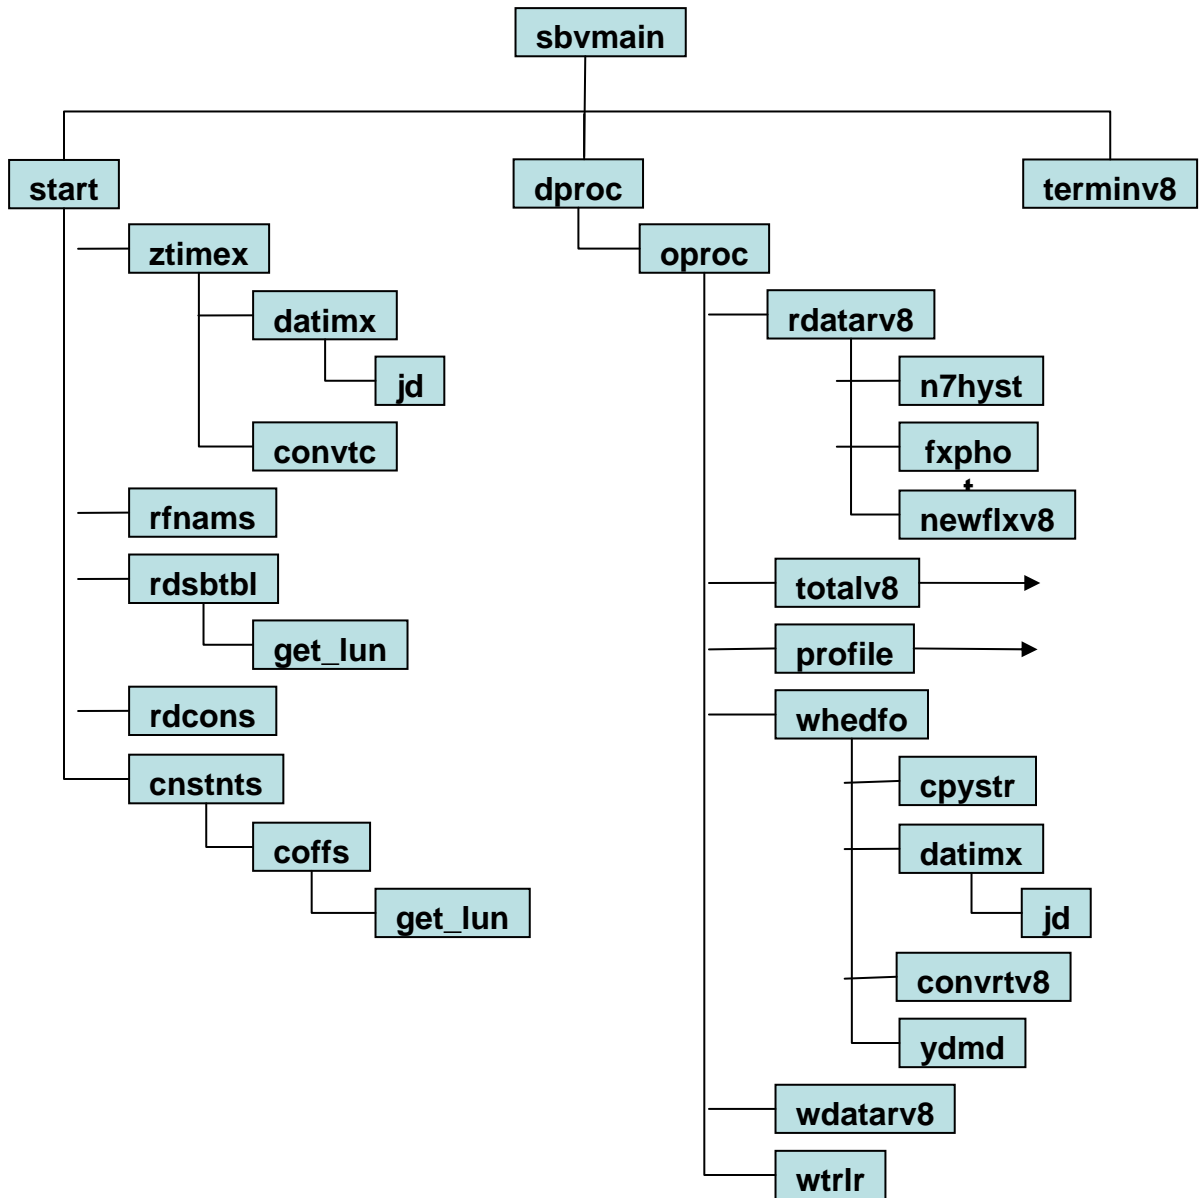 sbvmain
start
dproc
terminv8
ztimex
oproc
datimx
rdatarv8
jd
n7hyst
convtc
fxpho
t
rfnams
newflxv8
rdsbtbl
totalv8
get_lun
profile
rdcons
whedfo
cnstnts
cpystr
coffs
datimx
get_lun
jd
convrtv8
ydmd
wdatarv8
wtrlr